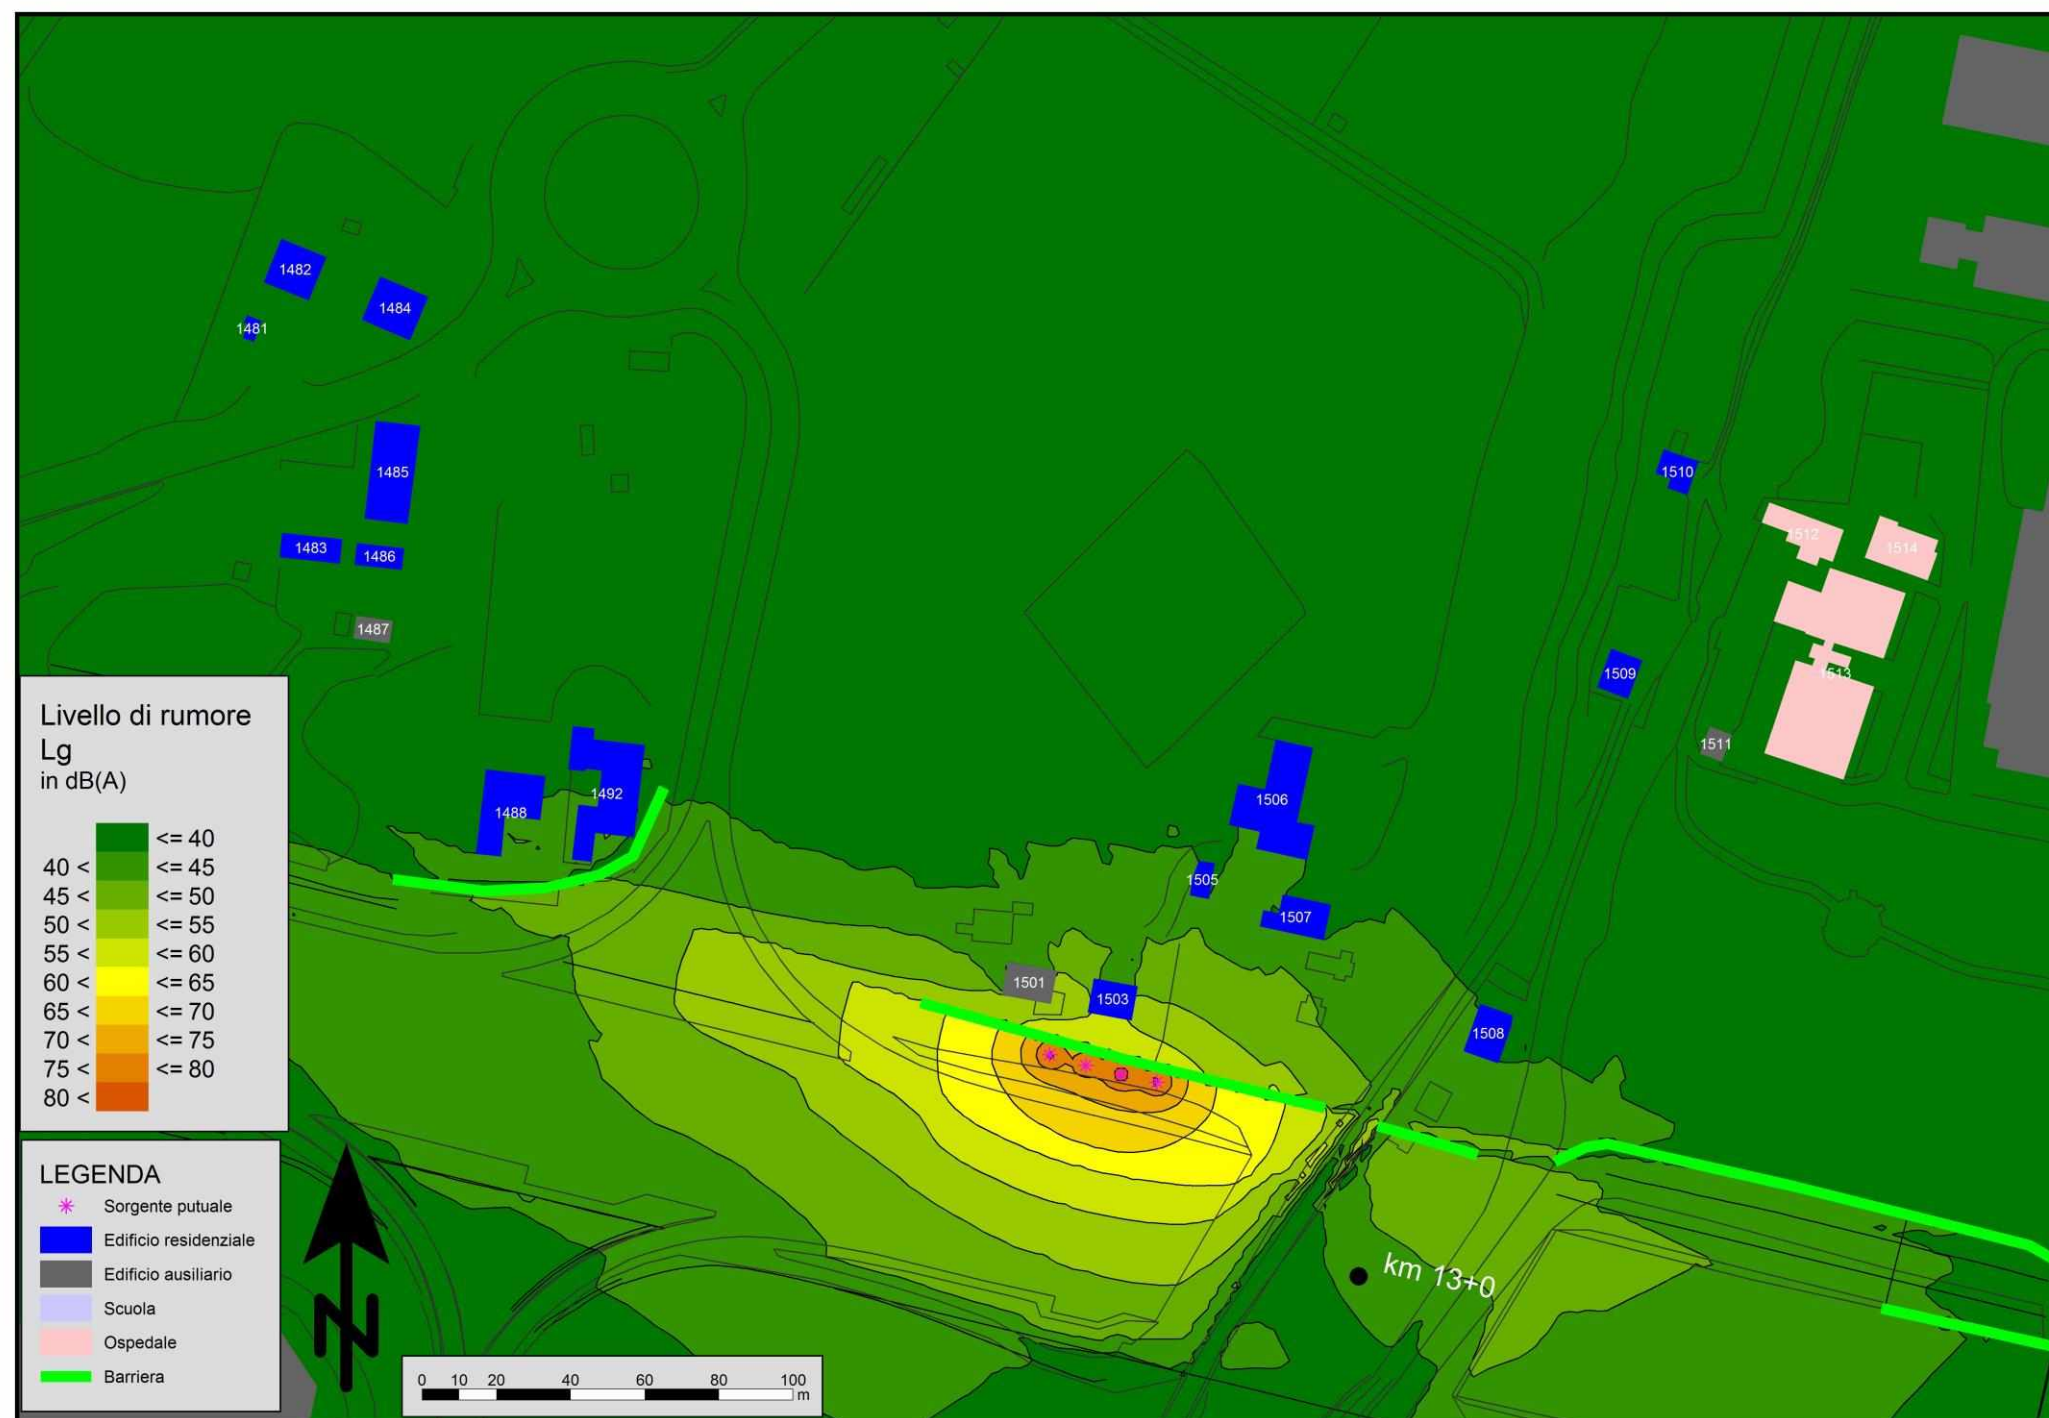 1482
1484
1481
1485
1483
1486
1487
1488
1492
1510
1512
1514
1509
1513
1511
1506
1505
1507
1501
1503
1508
km 13+0
Livello di rumore
Lg
in dB(A)
<= 40
40 < <= 45
45 < <= 50
50 < <= 55
55 < <= 60
60 < <= 65
65 < <= 70
70 < <= 75
75 < <= 80
80 <
LEGENDA
Sorgente putuale
Edificio residenziale
Edificio ausiliario
Scuola
Ospedale
Barriera
N
0 10 20 40 60 80 100
m